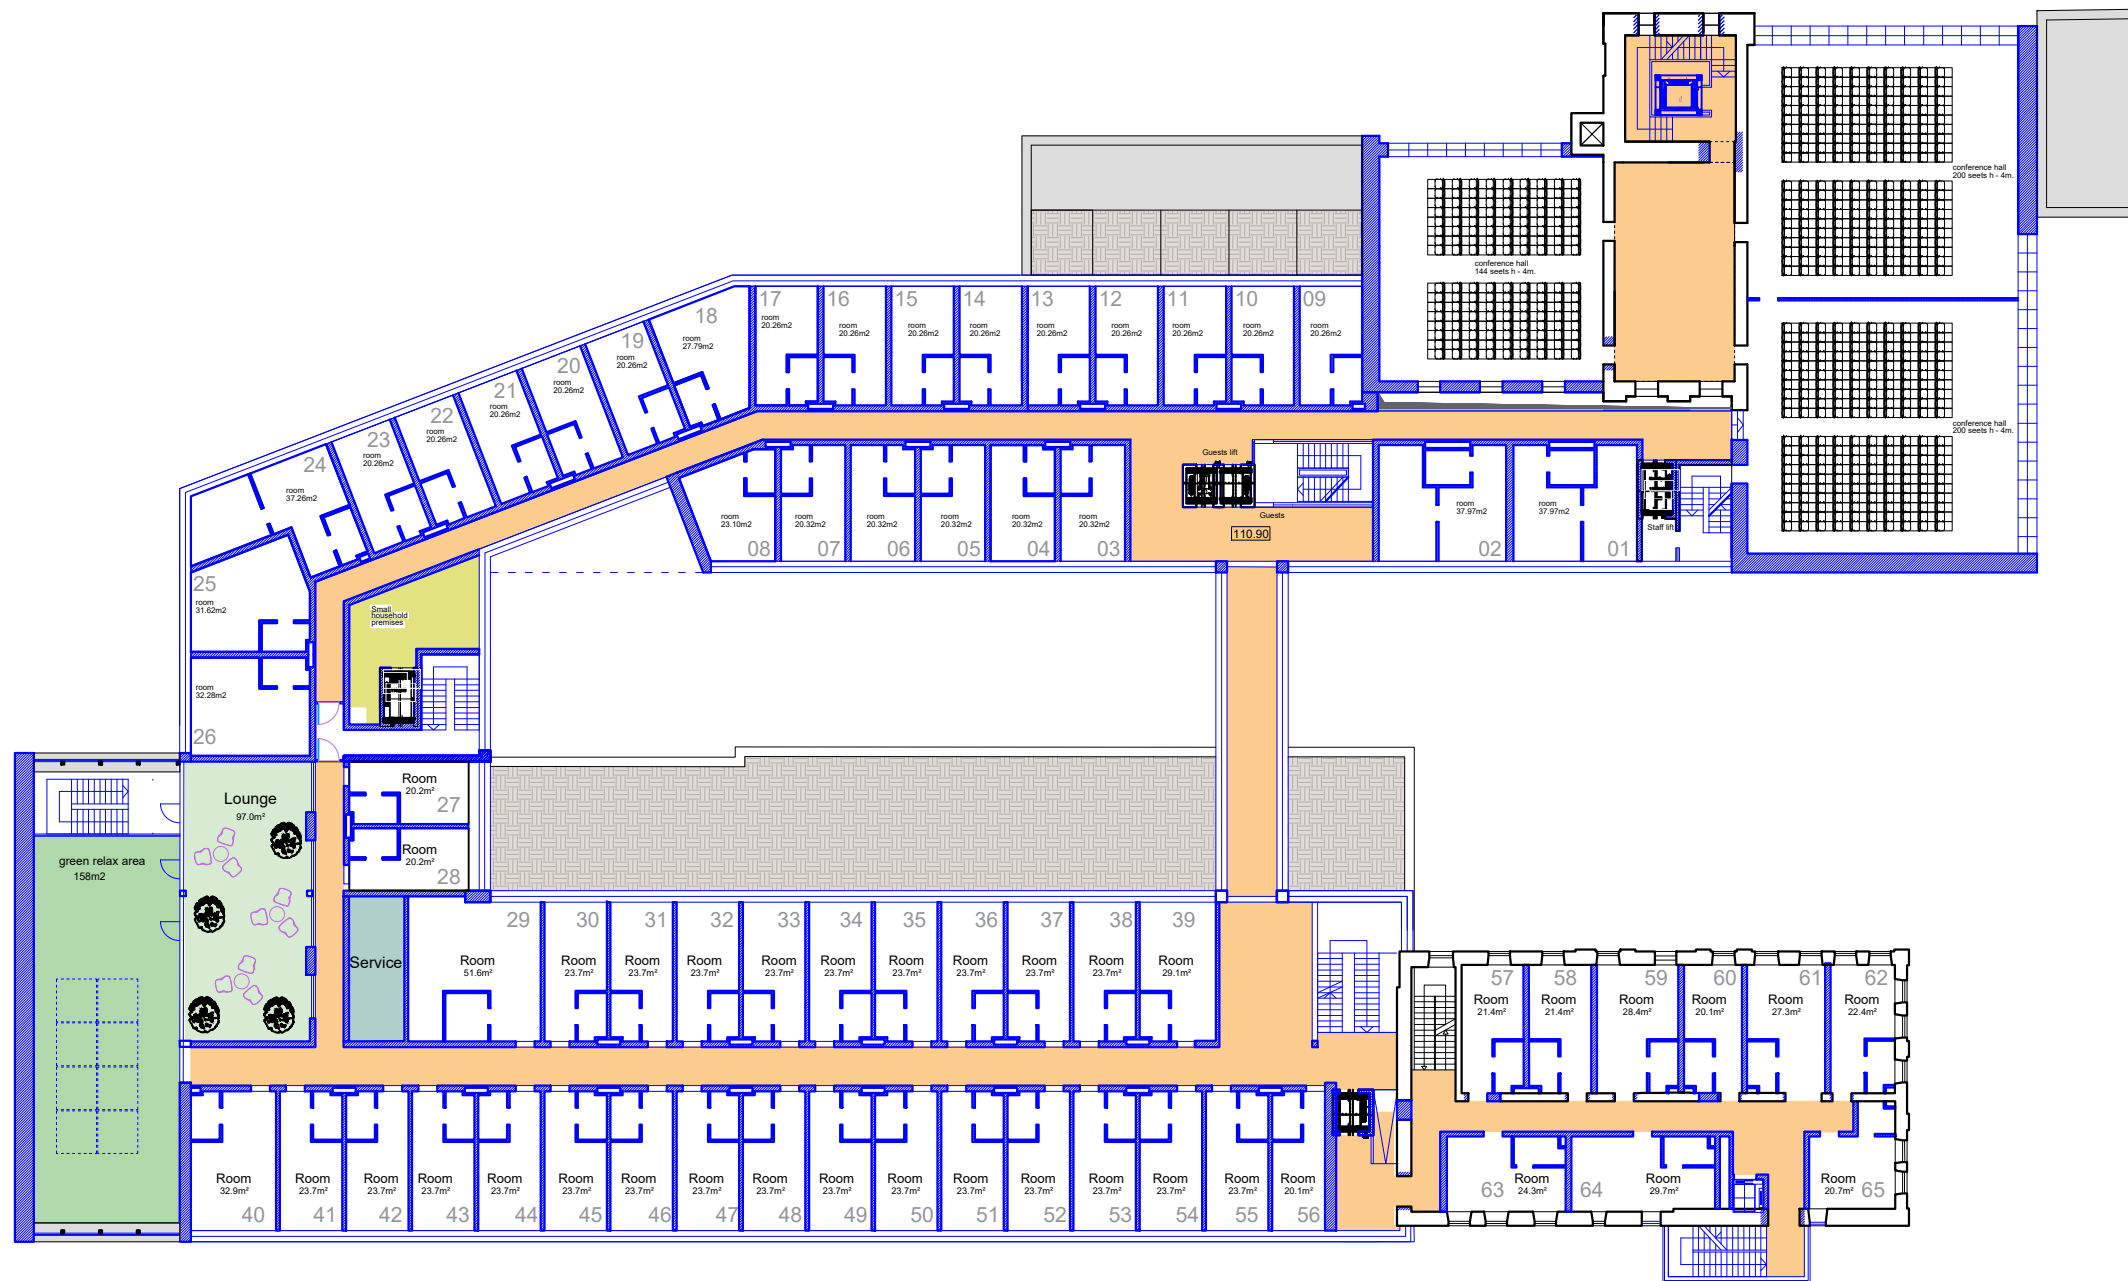 conference hall
200 seets h - 4m.
conference hall
144 seets h - 4m.
conference hall
200 seets h - 4m.
17
room
20.26m2
16
room
20.26m2
15
room
20.26m2
14
room
20.26m2
13
room
20.26m2
12
room
20.26m2
11
room
20.26m2
10
room
20.26m2
09
room
20.26m2
18
room
27.79m2
19
room
20.26m2
20
room
20.26m2
21
room
20.26m2
22
room
20.26m2
23
room
20.26m2
24
room
37.26m2
25
room
31.62m2
room
32.28m2
26
room
23.10m2
08
room
20.32m2
07
room
20.32m2
06
room
20.32m2
05
room
20.32m2
04
room
20.32m2
03
Guests lift
Guests
110.90
room
37.97m2
02
room
37.97m2
01
Staff lift
Small
household
premises
Lounge
97.0m²
green relax area
158m2
Room
20.2m²
27
Room
20.2m²
28
Service
29
Room
51.6m²
30
Room
23.7m²
31
Room
23.7m²
32
Room
23.7m²
33
Room
23.7m²
34
Room
23.7m²
35
Room
23.7m²
36
Room
23.7m²
37
Room
23.7m²
38
Room
23.7m²
39
Room
29.1m²
Room
32.9m²
40
Room
23.7m²
41
Room
23.7m²
42
Room
23.7m²
43
Room
23.7m²
44
Room
23.7m²
45
Room
23.7m²
46
Room
23.7m²
47
Room
23.7m²
48
Room
23.7m²
49
Room
23.7m²
50
Room
23.7m²
51
Room
23.7m²
52
Room
23.7m²
53
Room
23.7m²
54
Room
23.7m²
55
Room
20.1m²
56
57
Room
21.4m²
58
Room
21.4m²
59
Room
28.4m²
60
Room
20.1m²
61
Room
27.3m²
62
Room
22.4m²
63
Room
24.3m²
64
Room
29.7m²
Room
20.7m²
65